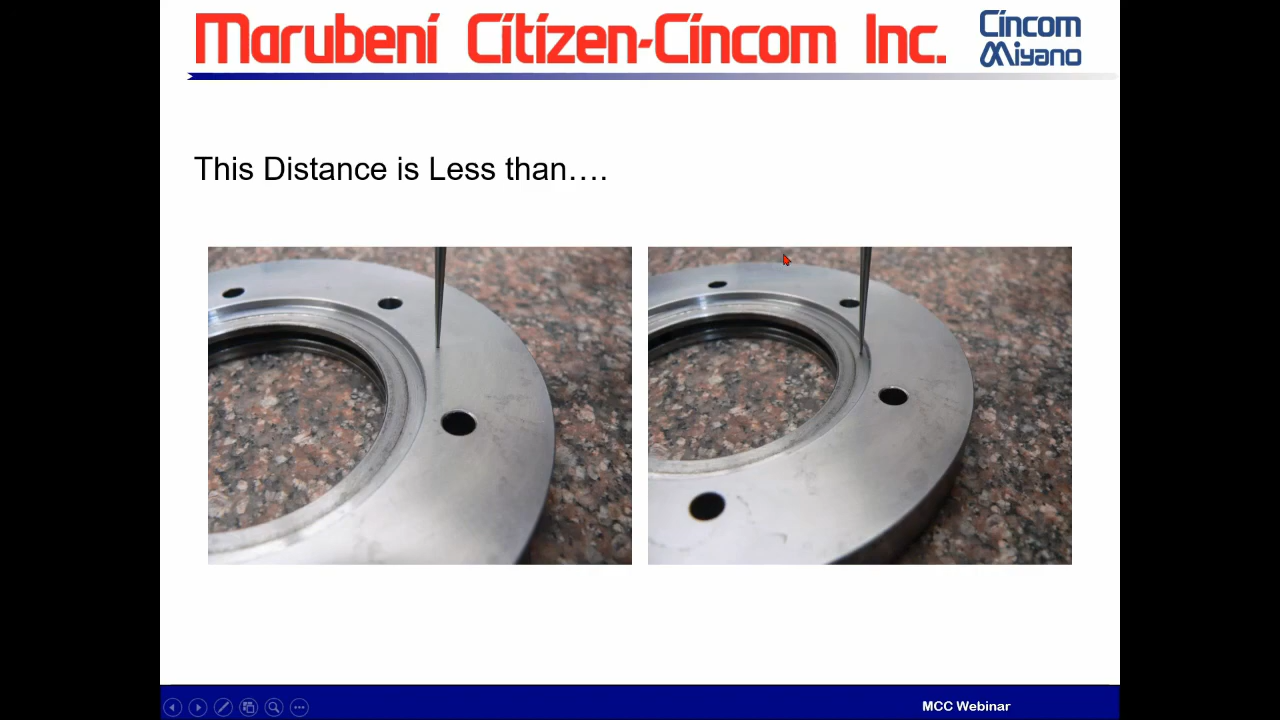 Marubeni Citizen-Cincom Inc.
Cincom
Miyano
This Distance is Less than….
MCC Webinar